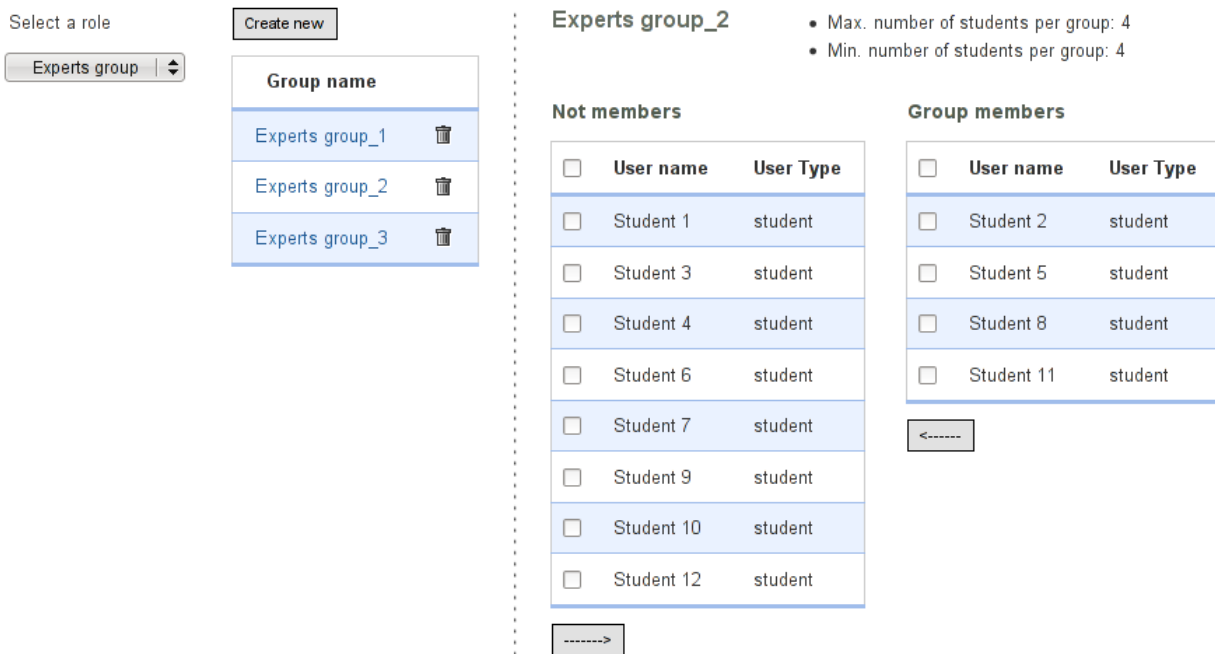 Select a role
Experts group
Create new
Group name
Experts group_1
Experts group_2
Experts group_3
Experts group_2
• Max. number of students per group: 4
• Min. number of students per group: 4
Not members
User name User Type
Student 1 student
Student 3 student
Student 4 student
Student 6 student
Student 7 student
Student 9 student
Student 10 student
Student 12 student
------->
Group members
User name User Type
Student 2 student
Student 5 student
Student 8 student
Student 11 student
<------